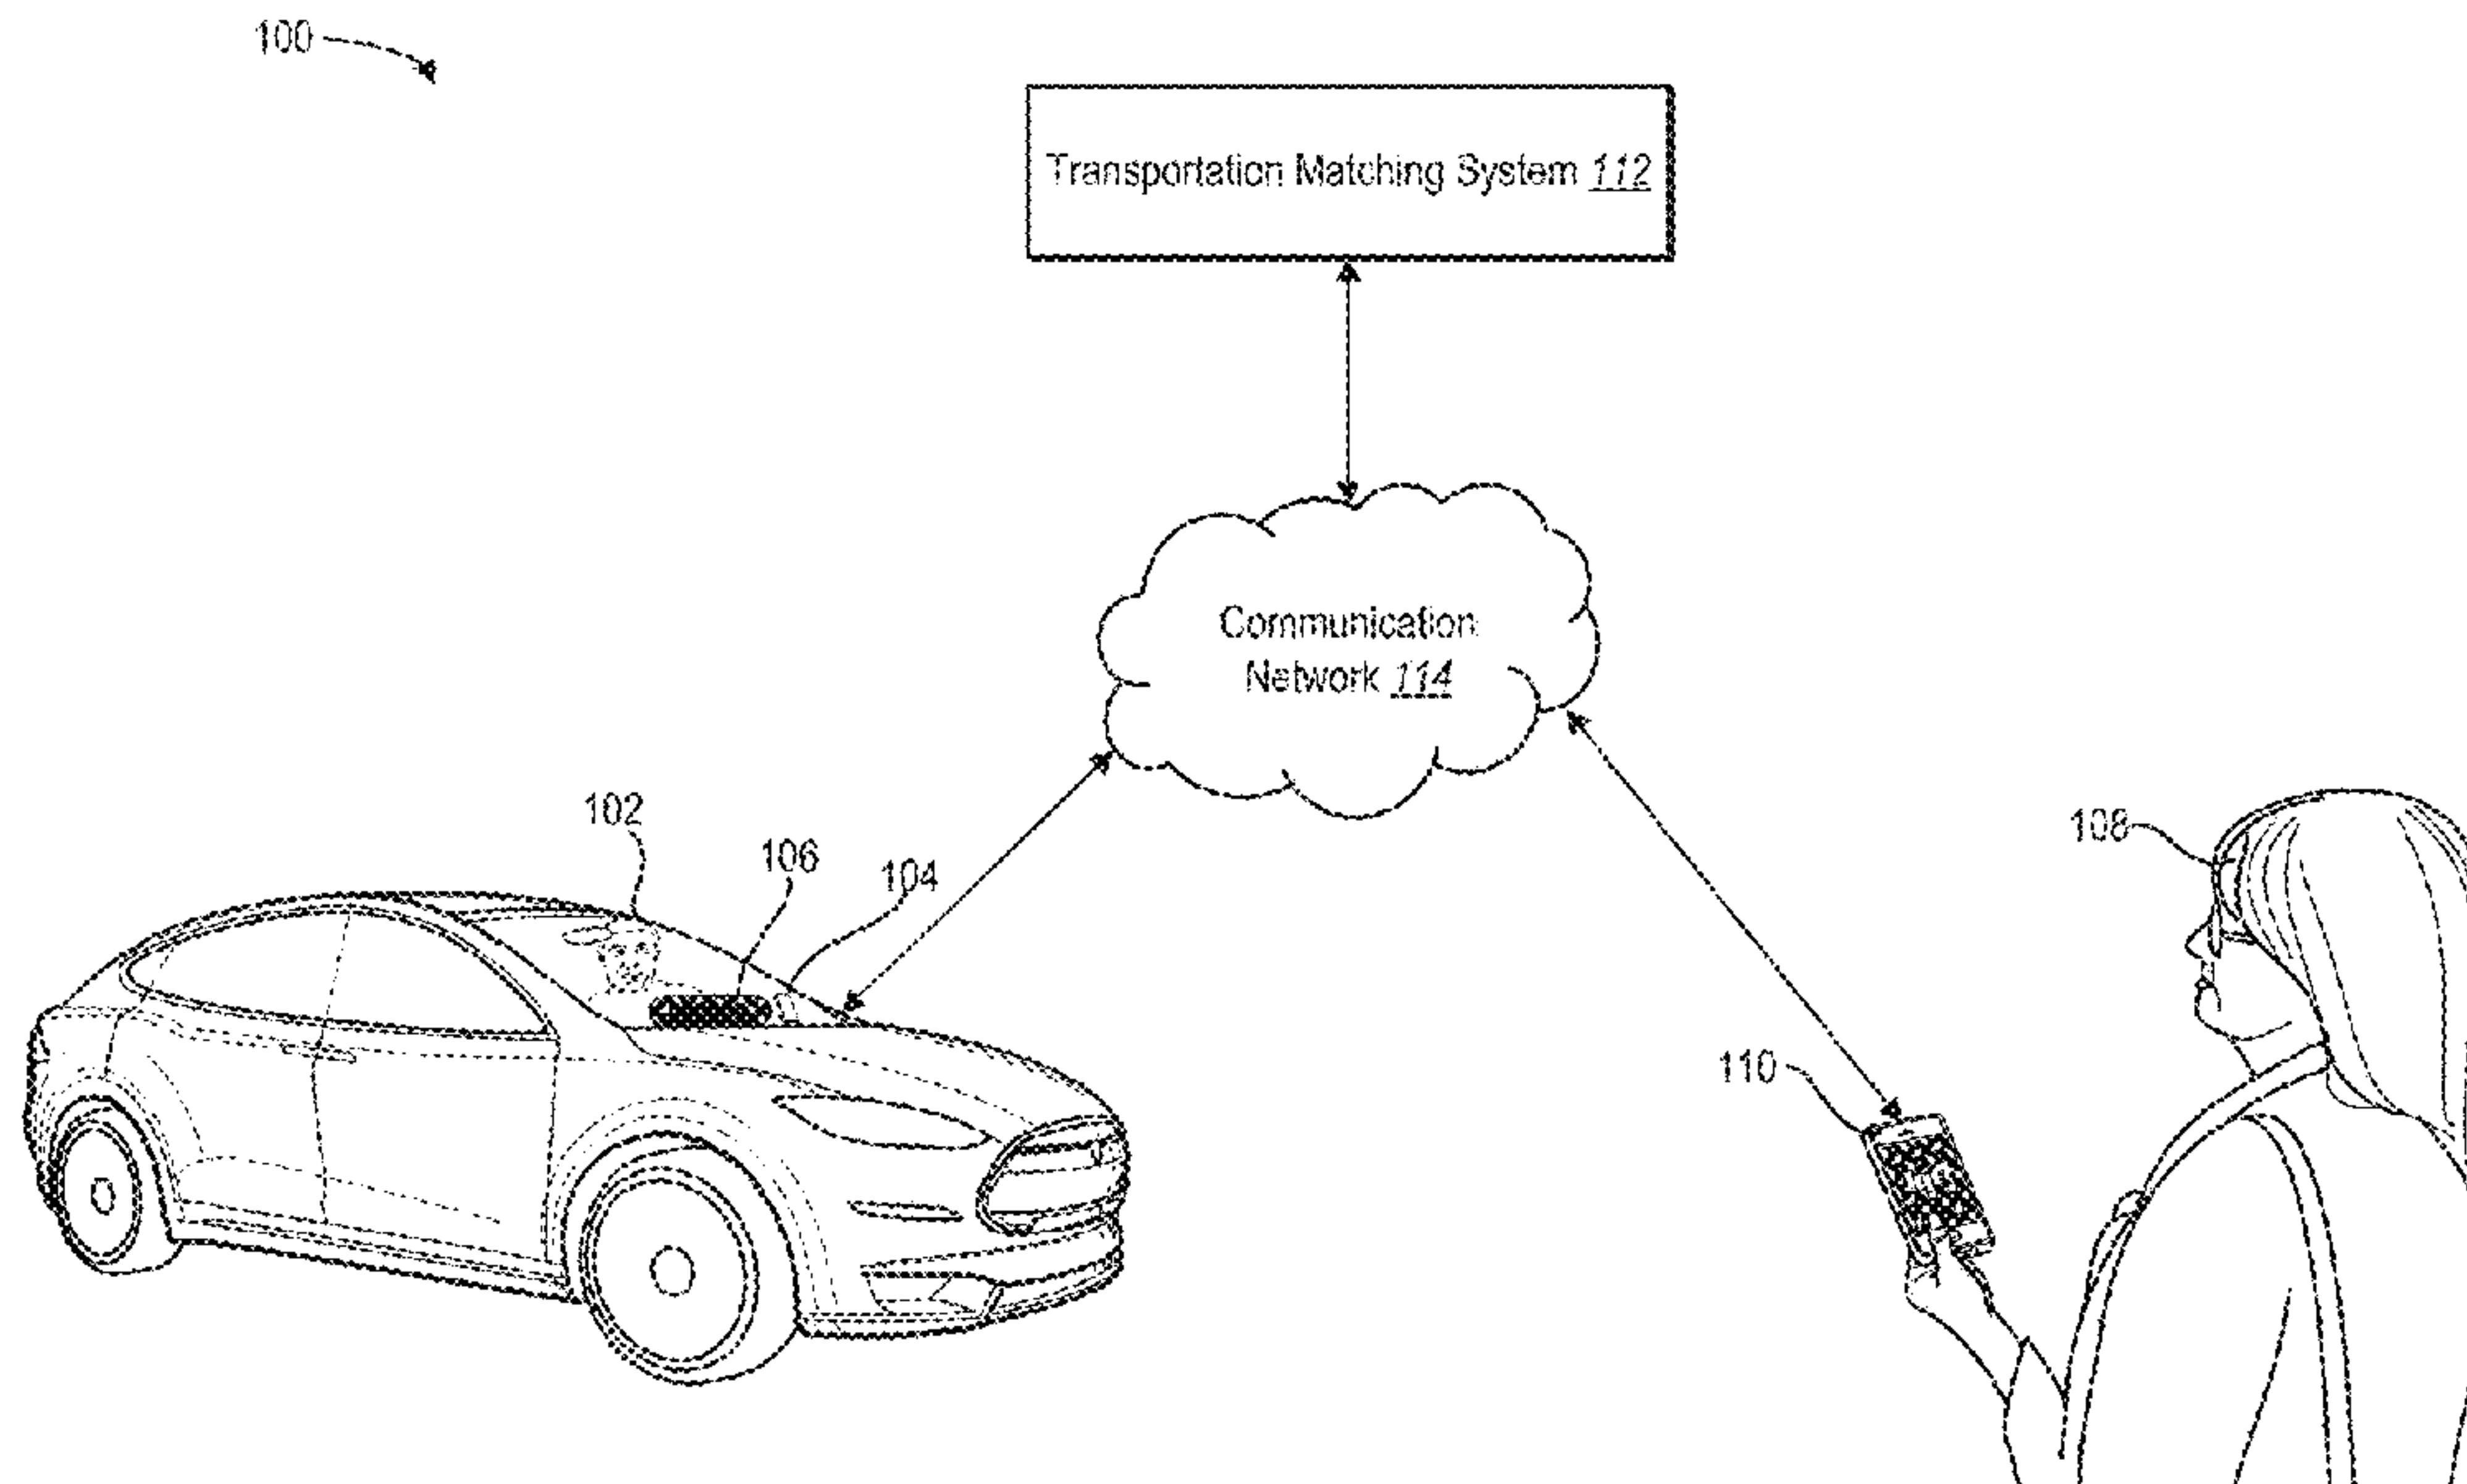 100
Transportation Matching System 112
Communication
Network 114
102
106
104
108
110